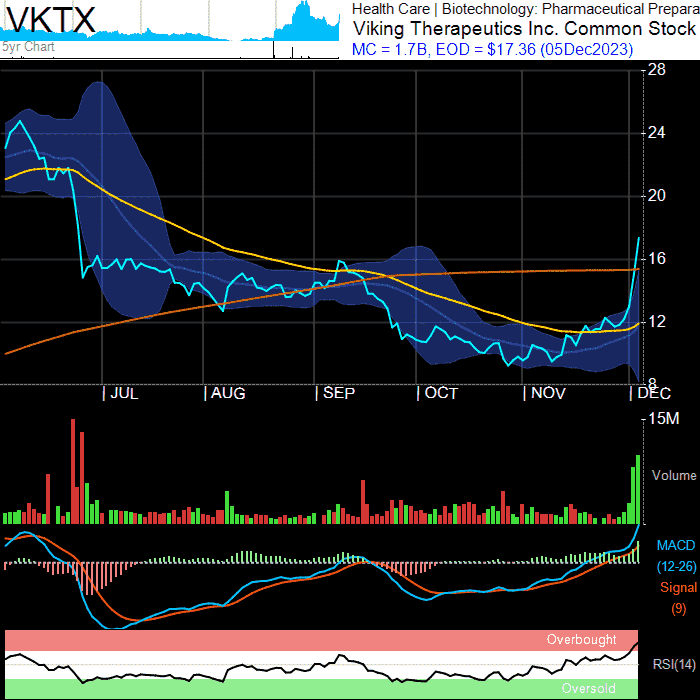 VKTX
5yr Chart
Health Care | Biotechnology: Pharmaceutical Prepara
Viking Therapeutics Inc. Common Stock
MC = 1.7B, EOD = $17.36 (05Dec2023)
28
24
20
16
12
8
JUL AUG SEP OCT NOV DEC
15M
Volume
MACD
(12-26)
Signal
(9)
Overbought
RSI(14)
Oversold